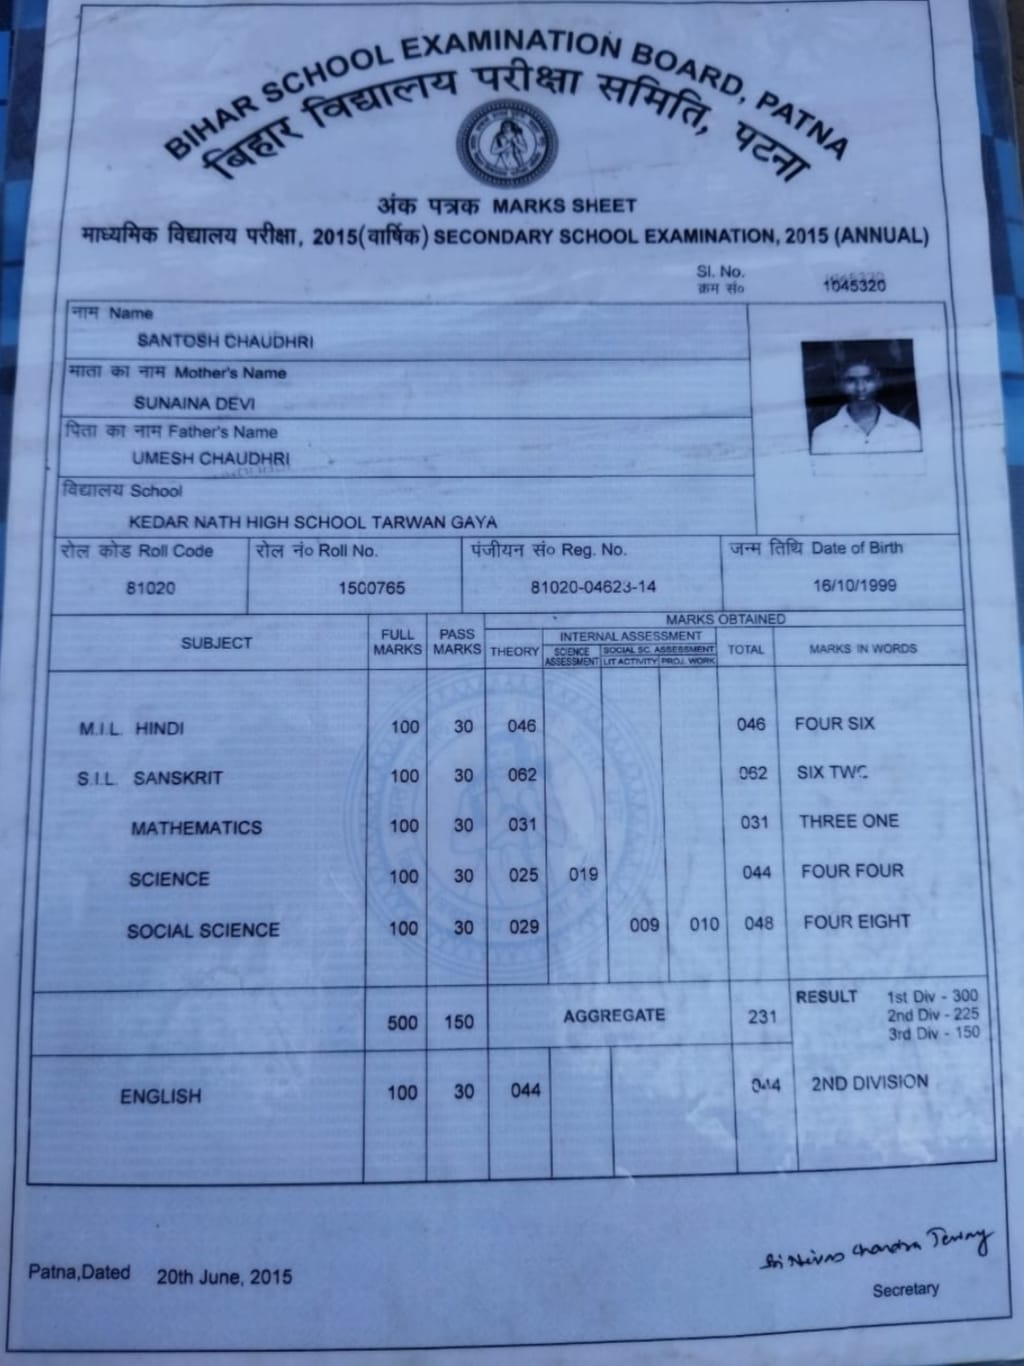 BIHAR SCHOOL EXAMINATION BOARD, PATNA
बिहार विद्यालय परीक्षा समिति, पटना
अंक पत्रक MARKS SHEET
माध्यमिक विद्यालय परीक्षा, 2015(वार्षिक) SECONDARY SCHOOL EXAMINATION, 2015 (ANNUAL)
Sl. No.
क्रम सं० 1045320
नाम Name
SANTOSH CHAUDHRI
माता का नाम Mother's Name
SUNAINA DEVI
पिता का नाम Father's Name
UMESH CHAUDHRI
विद्यालय School
KEDAR NATH HIGH SCHOOL TARWAN GAYA
रोल कोड Roll Code रोल नं० Roll No. पंजीयन सं० Reg. No. जन्म तिथि Date of Birth
81020 1500765 81020-04623-14 16/10/1999
MARKS OBTAINED
SUBJECT FULL MARKS PASS MARKS THEORY INTERNAL ASSESSMENT TOTAL MARKS IN WORDS
SCIENCE ASSESSMENT SOCIAL SC. ASSESSMENT
LIT ACTIVITY PROJ. WORK
M.I.L. HINDI 100 30 046 046 FOUR SIX
S.I.L. SANSKRIT 100 30 062 062 SIX TWO
MATHEMATICS 100 30 031 031 THREE ONE
SCIENCE 100 30 025 019 044 FOUR FOUR
SOCIAL SCIENCE 100 30 029 009 010 048 FOUR EIGHT
500 150 AGGREGATE 231 RESULT 1st Div - 300
2nd Div - 225
3rd Div - 150
ENGLISH 100 30 044 044 2ND DIVISION
Patna,Dated 20th June, 2015
Secretary